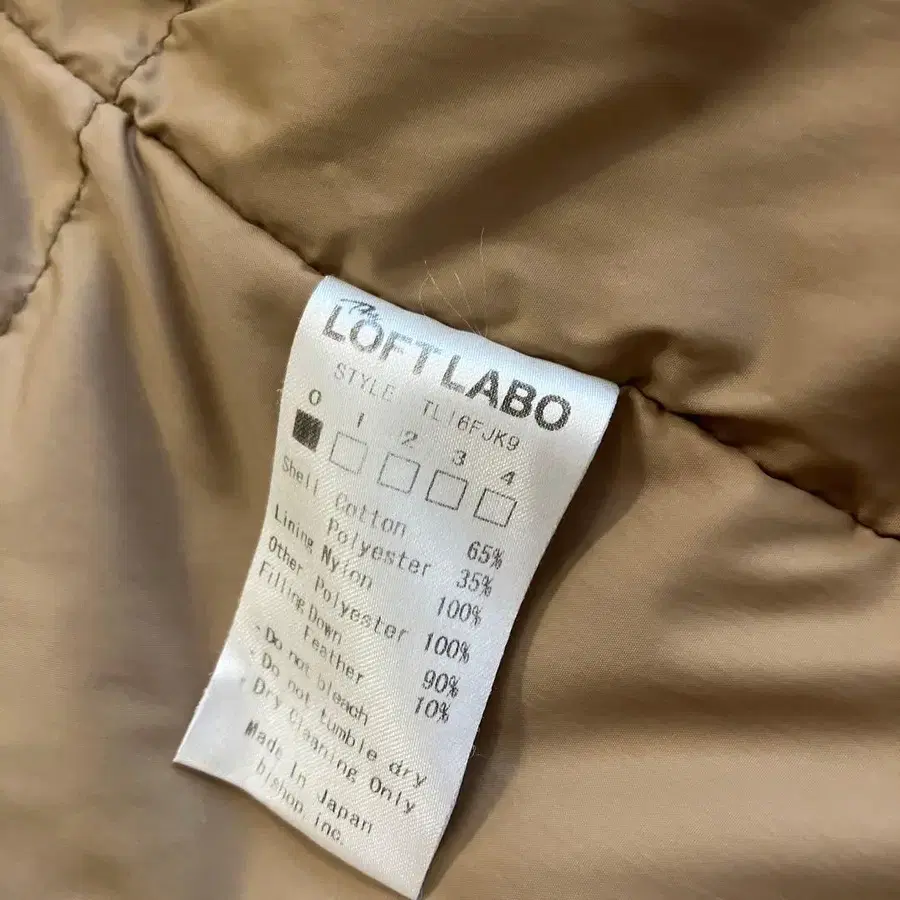 The
LOFT LABO
STYLE TL16FJK9
0 1 2 3 4
Shell Cotton 65%
Polyester 35%
Lining Nylon 100%
Other Polyester 100%
Filling Down 90%
Feather 10%
- Do not bleach
- Do not tumble dry
- Dry Cleaning Only
Made In Japan
bishop, inc.